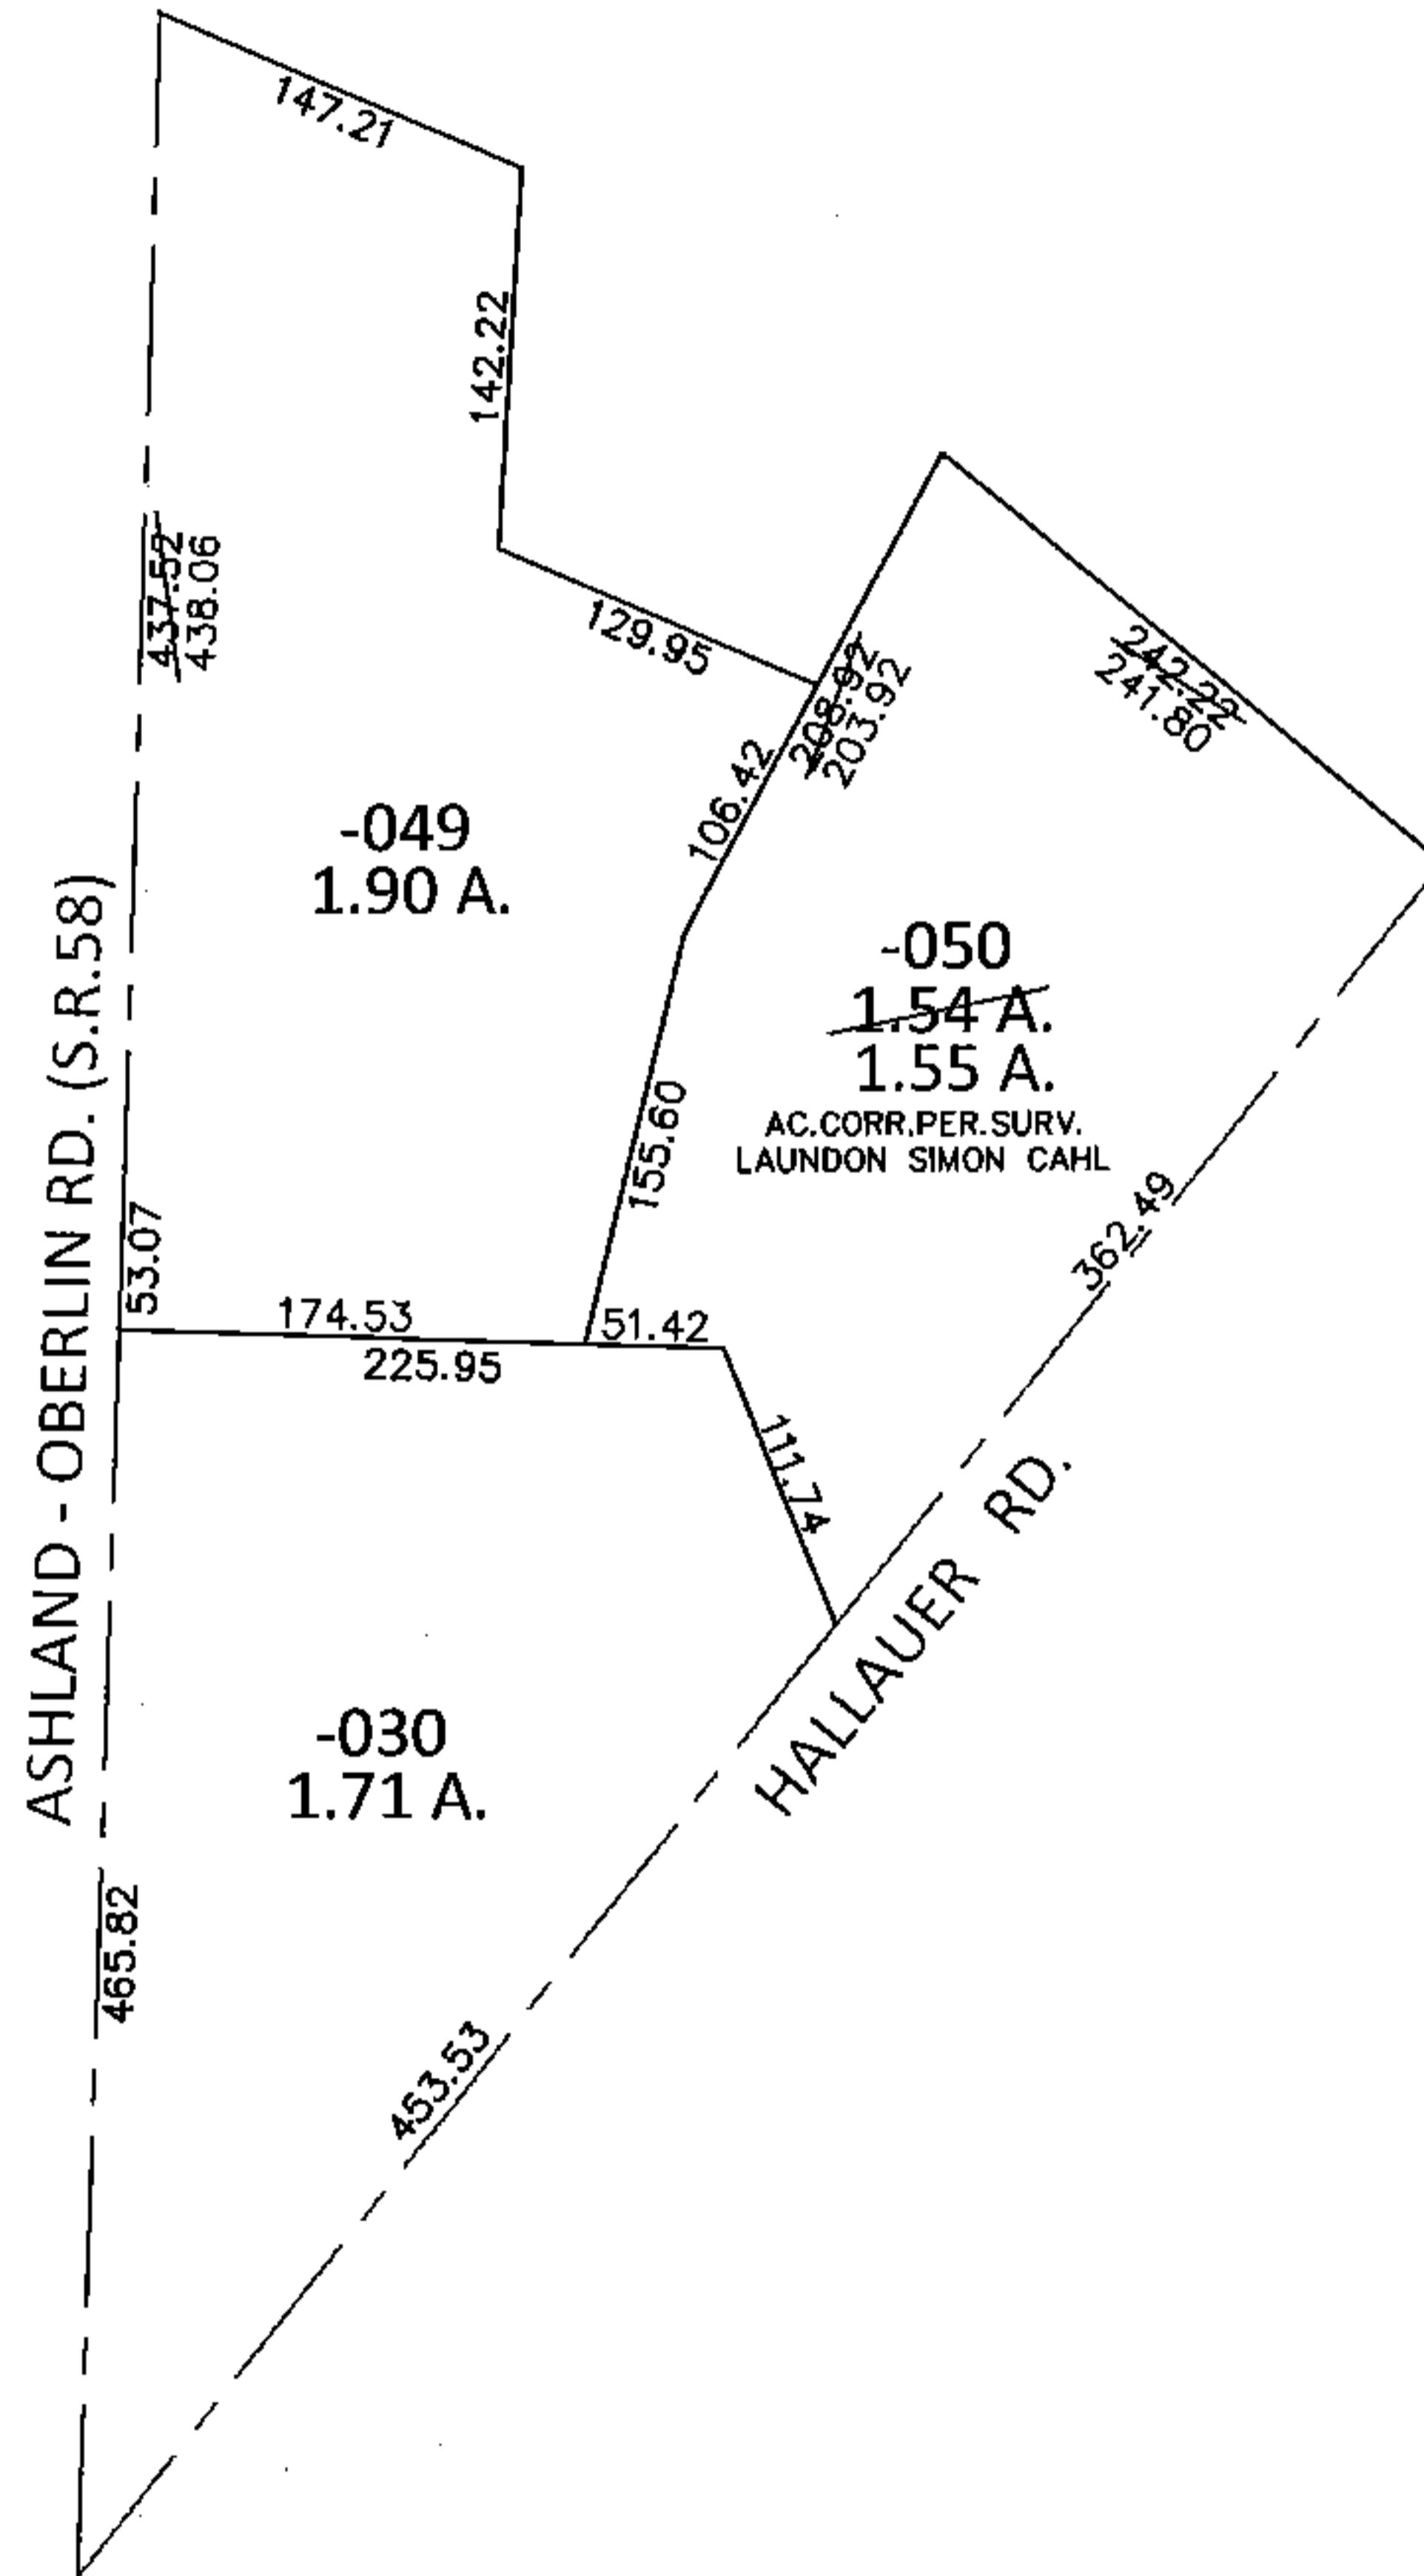 147.21
142.22
437.52
438.06
129.95
208.92
203.92
242.22
241.80
106.42
-049
1.90 A.
-050
1.54 A.
1.55 A.
AC.CORR.PER.SURV.
LAUNDON SIMON CAHL
155.60
362.49
53.07
174.53
51.42
225.95
111.74
ASHLAND - OBERLIN RD. (S.R.58)
HALLAUER RD.
-030
1.71 A.
465.82
453.53